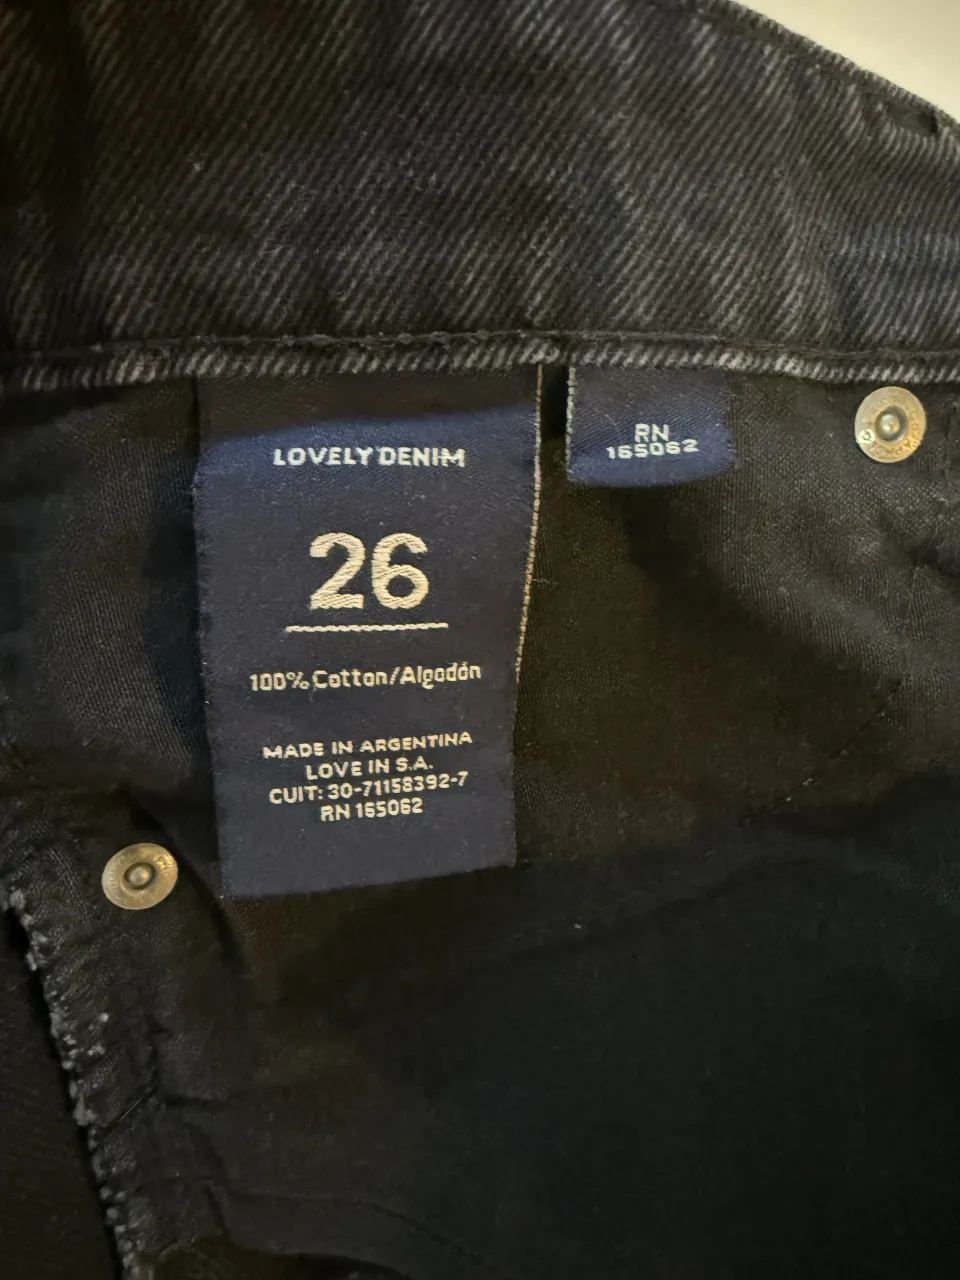 LOVELY DENIM
26
100% Cotton/Algodón
MADE IN ARGENTINA
LOVE IN S.A.
CUIT: 30-71158392-7
RN 165062
RN
165062